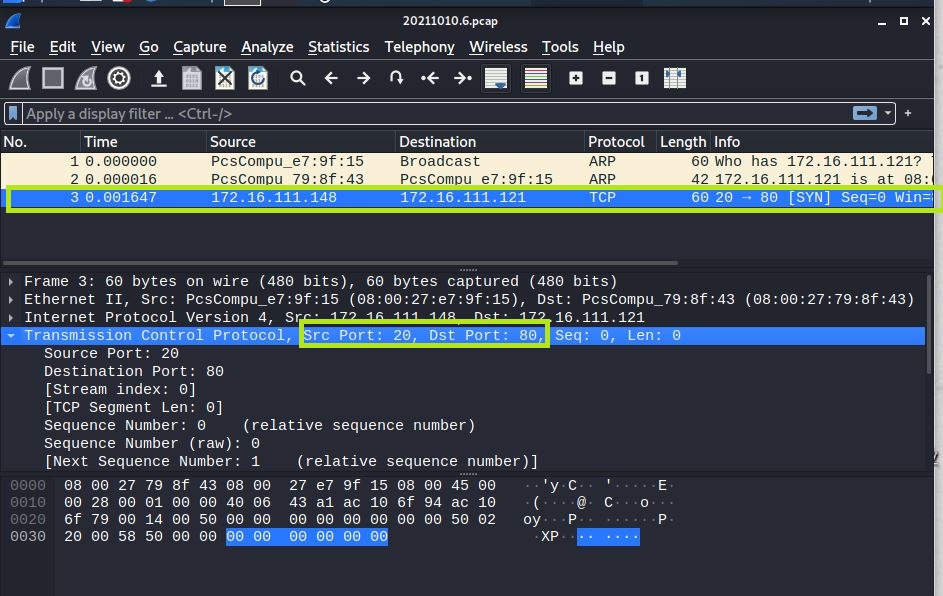 20211010.6.pcap
File Edit View Go Capture Analyze Statistics Telephony Wireless Tools Help
Apply a display filter ... <Ctrl-/>
No. Time Source Destination Protocol Length Info
1 0.000000 PcsCompu_e7:9f:15 Broadcast ARP 60 Who has 172.16.111.121?
2 0.000016 PcsCompu_79:8f:43 PcsCompu_e7:9f:15 ARP 42 172.16.111.121 is at 08:
3 0.001647 172.16.111.148 172.16.111.121 TCP 60 20 → 80 [SYN] Seq=0 Win=
Frame 3: 60 bytes on wire (480 bits), 60 bytes captured (480 bits)
Ethernet II, Src: PcsCompu_e7:9f:15 (08:00:27:e7:9f:15), Dst: PcsCompu_79:8f:43 (08:00:27:79:8f:43)
Internet Protocol Version 4, Src: 172.16.111.148, Dst: 172.16.111.121
Transmission Control Protocol, Src Port: 20, Dst Port: 80, Seq: 0, Len: 0
Source Port: 20
Destination Port: 80
[Stream index: 0]
[TCP Segment Len: 0]
Sequence Number: 0 (relative sequence number)
Sequence Number (raw): 0
[Next Sequence Number: 1 (relative sequence number)]
0000 08 00 27 79 8f 43 08 00 27 e7 9f 15 08 00 45 00 ··'y·C·· '·····E·
0010 00 28 00 01 00 00 40 06 43 a1 ac 10 6f 94 ac 10 ·(····@· C···o···
0020 6f 79 00 14 00 50 00 00 00 00 00 00 00 00 50 02 oy···P·· ······P·
0030 20 00 58 50 00 00 00 00 00 00 00 00 ·XP·· ·· ····